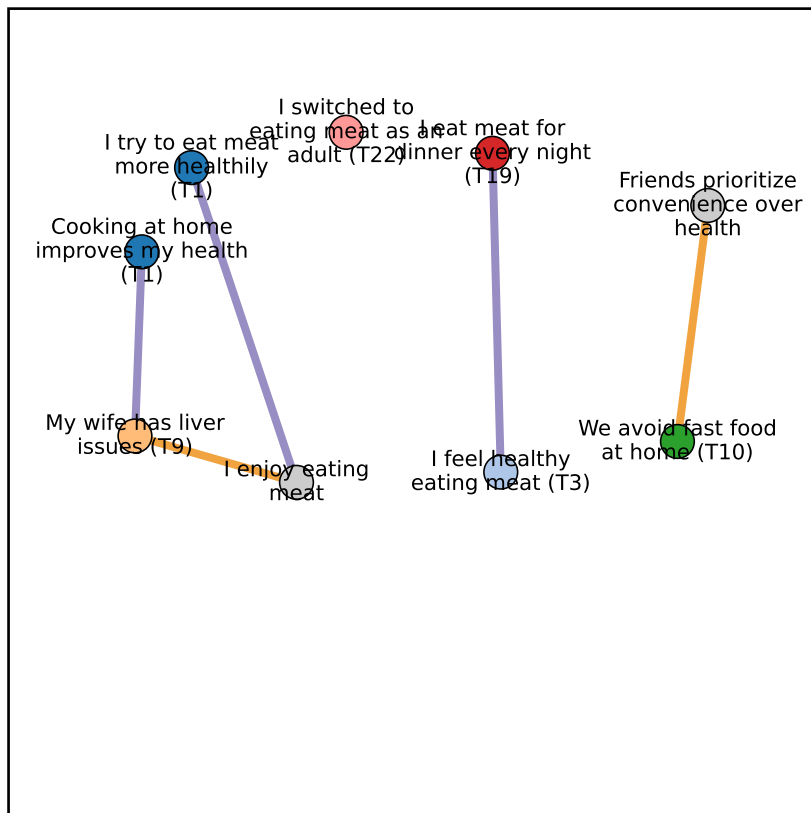 I switched to
eating meat as an
adult (T22)
I eat meat for
dinner every night
(T19)
I try to eat meat
more healthily
(T1)
Friends prioritize
convenience over
health
Cooking at home
improves my health
(T1)
My wife has liver
issues (T9)
I enjoy eating
meat
I feel healthy
eating meat (T3)
We avoid fast food
at home (T10)